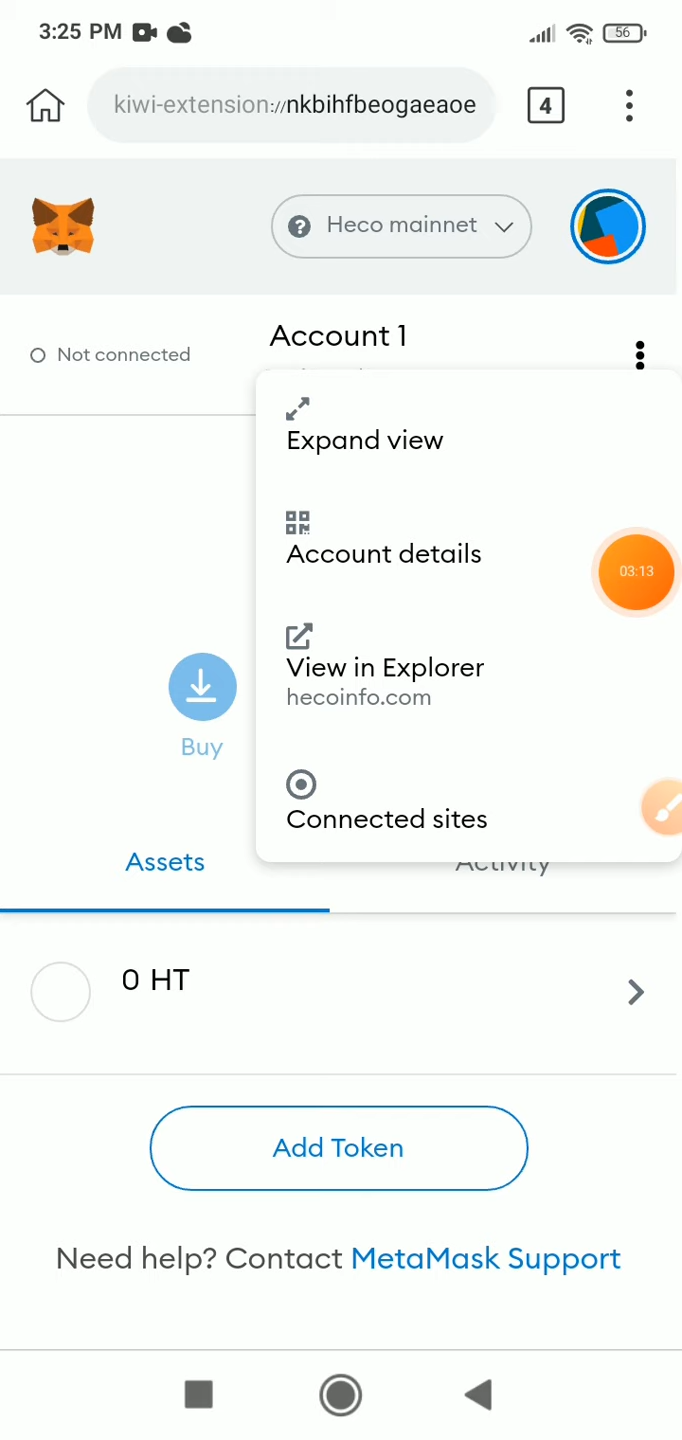 3:25 PM
56
kiwi-extension://nkbihfbeogaeaoe
4
Heco mainnet
Not connected
Account 1
Expand view
Account details
03:13
View in Explorer
hecoinfo.com
Buy
Connected sites
Assets
Activity
0 HT
Add Token
Need help? Contact MetaMask Support